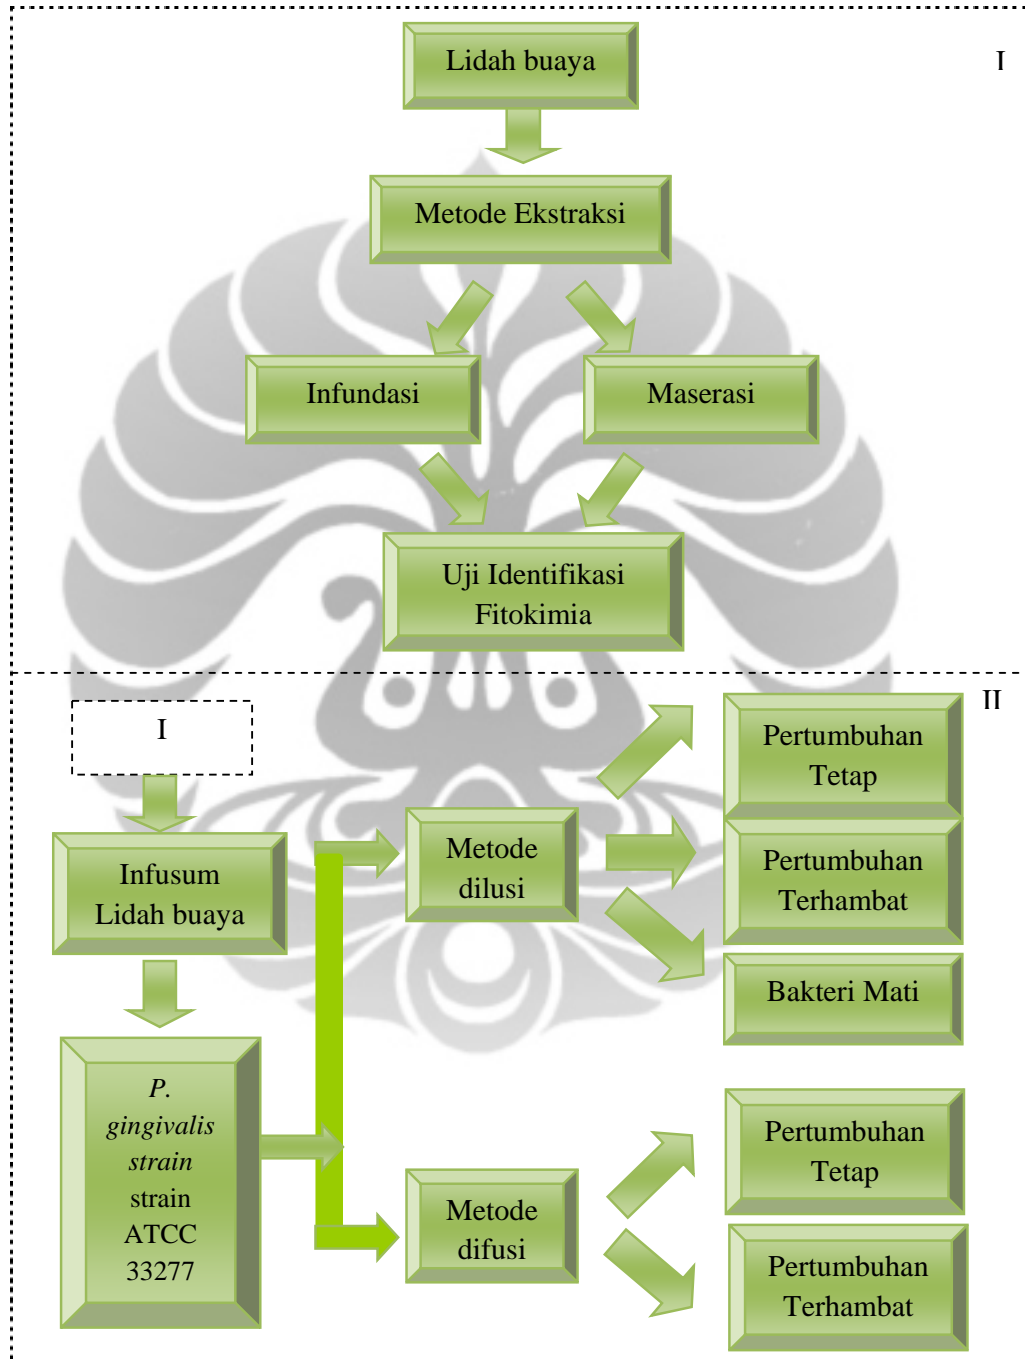 Lidah buaya
I
Metode Ekstraksi
Infundasi
Maserasi
Uji Identifikasi
Fitokimia
II
I
Infusum
Lidah buaya
P.
gingivalis
strain
strain
ATCC
33277
Metode
dilusi
Pertumbuhan
Tetap
Pertumbuhan
Terhambat
Bakteri Mati
Metode
difusi
Pertumbuhan
Tetap
Pertumbuhan
Terhambat